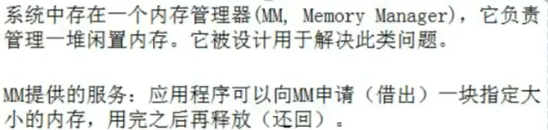 系统中存在一个内存管理器(MM, Memory Manager), 它负责
管理一堆闲置内存。它被设计用于解决此类问题。
MM提供的服务: 应用程序可以向MM申请（借出）一块指定大
小的内存，用完之后再释放（还回）。